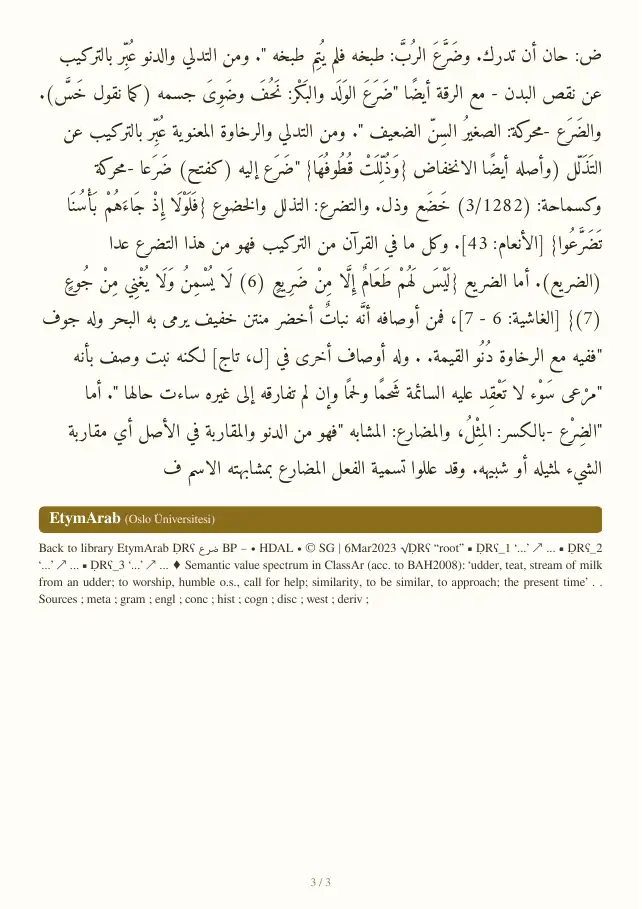 ض: حان أن تدرك. وضَرَّعَ الرُبَّ: طبخه فلم يُتِم طبخه ". ومن التدلي والدنو عُبِّر بالتركيب
عن نقص البدن - مع الرقة أيضًا "ضَرَعَ الوَلَد والبَكْر: نَحُفَ وضَوِىَ جسمه (كما نقول خَسَّ).
والضَرَع -محركة: الصغيرُ السِنّ الضعيف ". ومن التدلي والرخاوة المعنوية عُبِّر بالتركيب عن
التَذَلّل (وأصله أيضًا الانخفاض {وَذُلِّلَتْ قُطُوفُهَا} "ضَرَع إليه (كفتح) ضَرَعا -محركة
وكسماحة: (3/1282) خَضَع وذل. والتضرع: التذلل والخضوع {فَلَوْلَا إِذْ جَاءَهُمْ بَأْسُنَا
تَضَرَّعُوا} [الأنعام: 43]. وكل ما في القرآن من التركيب فهو من هذا التضرع عدا
(الضريع). أما الضريع {لَيْسَ لَهُمْ طَعَامٌ إِلَّا مِنْ ضَرِيعٍ (6) لَا يُسْمِنُ وَلَا يُغْنِي مِنْ جُوعٍ
(7)} [الغاشية: 6 - 7]، فمن أوصافه أنَّه نباتٌ أخضر منتن خفيف يرمى به البحر وله جوف
"ففيه مع الرخاوة دُنُو القيمة. . وله أوصاف أخرى في [ل، تاج] لكنه نبت وصف بأنه
"مرْعى سَوْء لا تَعْقِد عليه السائمة شَحمًا ولحمًا وإن لم تفارقه إلى غيره ساءت حالها ". أما
"الضِرْع -بالكسر: المِثْلُ، والمضارع: المشابه "فهو من الدنو والمقاربة في الأصل أي مقاربة
الشيء لمثيله أو شبيهه. وقد عللوا تسمية الفعل المضارع بمشابهته الاسم ف
EtymArab (Oslo Üniversitesi)
Back to library EtymArab ḌRʕ ضرع BP – • HDAL • © SG | 6Mar2023 √ḌRʕ “root” ▪ ḌRʕ_1 ‘...’ ↗ ... ▪ ḌRʕ_2
‘...’ ↗ ... ▪ ḌRʕ_3 ‘...’ ↗ ... ♦ Semantic value spectrum in ClassAr (acc. to BAH2008): ‘udder, teat, stream of milk
from an udder; to worship, humble o.s., call for help; similarity, to be similar, to approach; the present time’ . .
Sources ; meta ; gram ; engl ; conc ; hist ; cogn ; disc ; west ; deriv ;
3 / 3